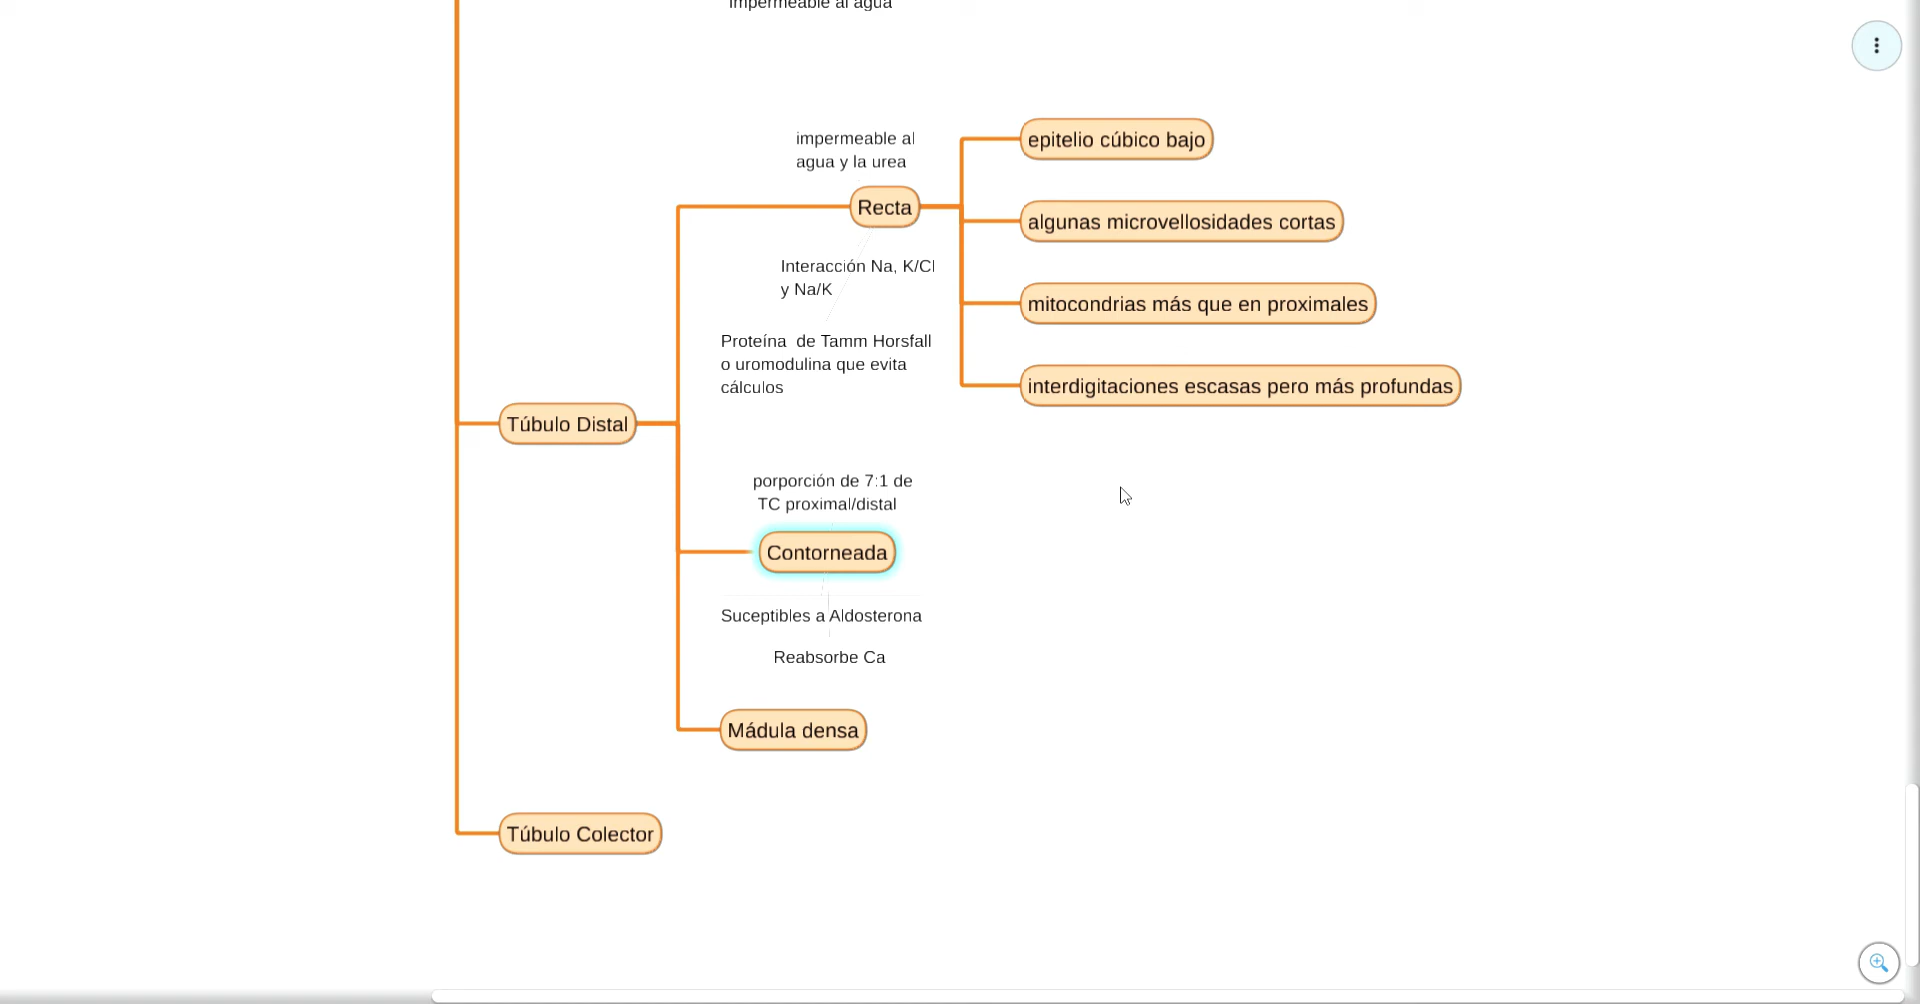 impermeable al agua
impermeable al
agua y la urea
Recta
epitelio cúbico bajo
algunas microvellosidades cortas
Interacción Na, K/Cl
y Na/K
mitocondrias más que en proximales
Proteína  de Tamm Horsfall
o uromodulina que evita
cálculos
interdigitaciones escasas pero más profundas
Túbulo Distal
porporción de 7:1 de
TC proximal/distal
Contorneada
Suceptibles a Aldosterona
Reabsorbe Ca
Mádula densa
Túbulo Colector